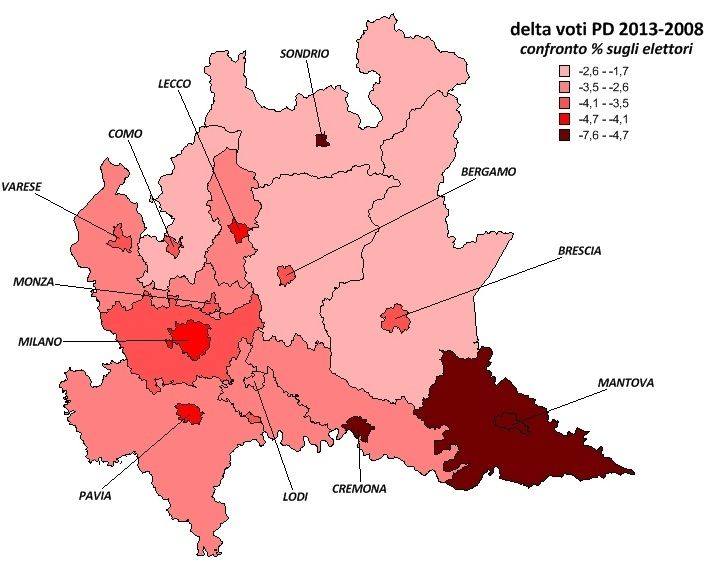 delta voti PD 2013-2008
confronto % sugli elettori
-2,6 - -1,7
-3,5 - -2,6
-4,1 - -3,5
-4,7 - -4,1
-7,6 - -4,7
SONDRIO
LECCO
COMO
VARESE
BERGAMO
BRESCIA
MONZA
MILANO
MANTOVA
PAVIA
LODI
CREMONA